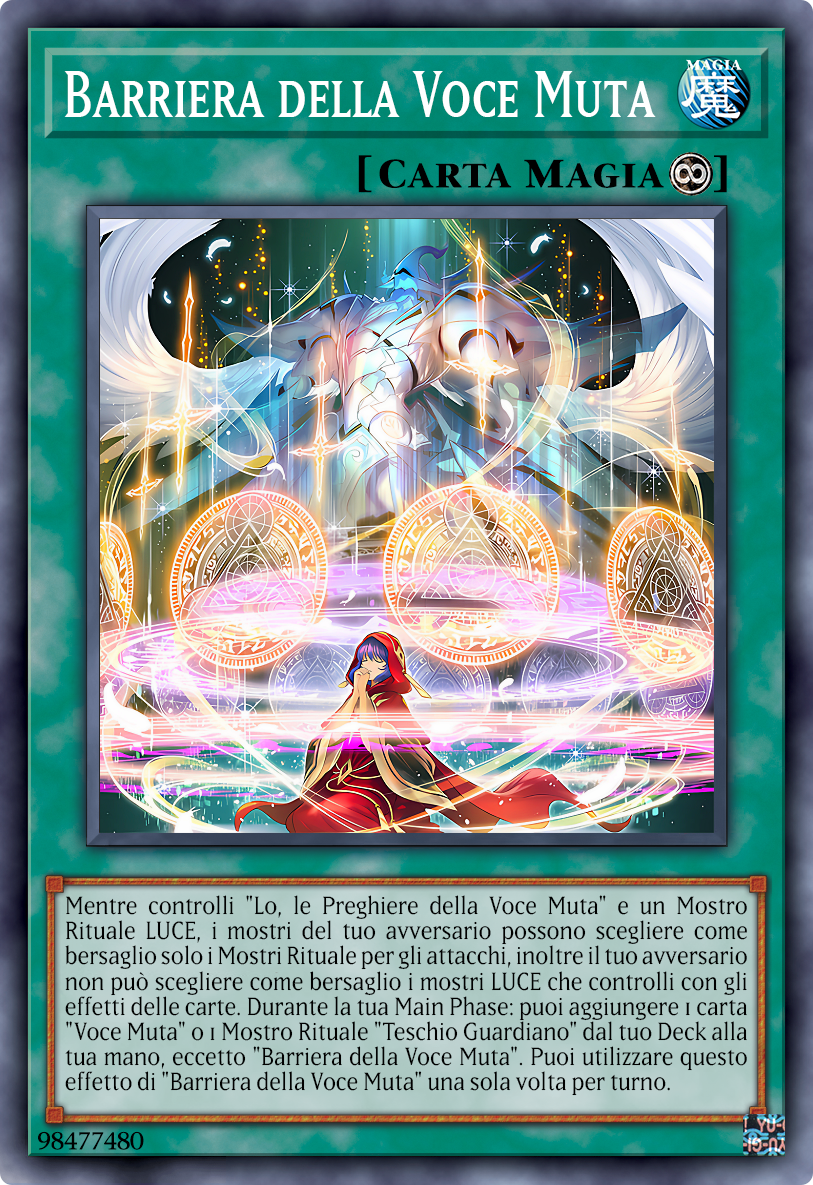 Barriera della Voce Muta
MAGIA
魔
[Carta Magia]
Mentre controlli "Lo, le Preghiere della Voce Muta" e un Mostro
Rituale LUCE, i mostri del tuo avversario possono scegliere come
bersaglio solo i Mostri Rituale per gli attacchi, inoltre il tuo avversario
non può scegliere come bersaglio i mostri LUCE che controlli con gli
effetti delle carte. Durante la tua Main Phase: puoi aggiungere 1 carta
"Voce Muta" o 1 Mostro Rituale "Teschio Guardiano" dal tuo Deck alla
tua mano, eccetto "Barriera della Voce Muta". Puoi utilizzare questo
effetto di "Barriera della Voce Muta" una sola volta per turno.
98477480